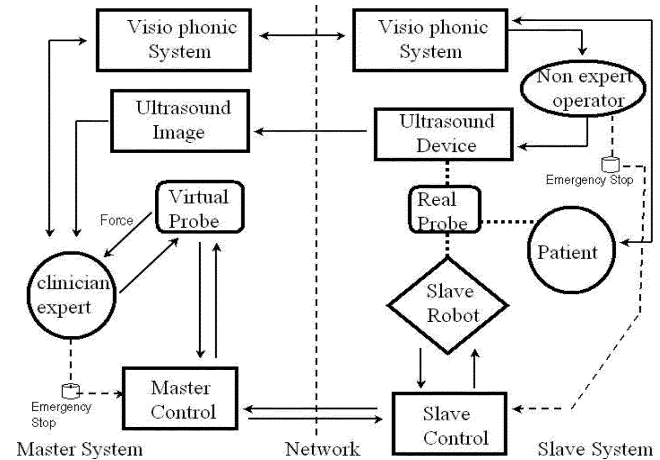 Visio phonic
System
Visio phonic
System
Non expert
operator
Ultrasound
Image
Ultrasound
Device
Emergency Stop
Virtual
Probe
Force
Real
Probe
Patient
clinician
expert
Slave
Robot
Master
Control
Emergency
Stop
Slave
Control
Master System
Network
Slave System